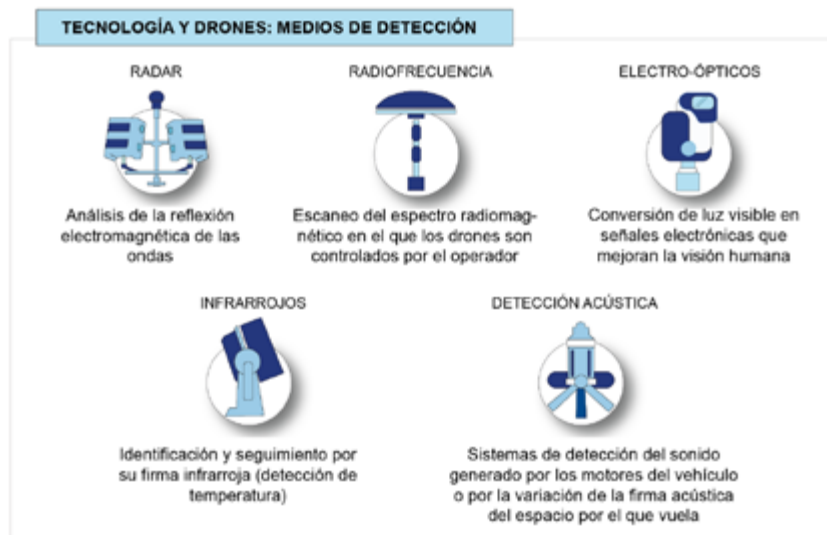 TECNOLOGÍA Y DRONES: MEDIOS DE DETECCIÓN
RADAR
Análisis de la reflexión
electromagnética de las
ondas
RADIOFRECUENCIA
Escaneo del espectro radiomag-
nético en el que los drones son
controlados por el operador
ELECTRO-ÓPTICOS
Conversión de luz visible en
señales electrónicas que
mejoran la visión humana
INFRARROJOS
Identificación y seguimiento por
su firma infrarroja (detección de
temperatura)
DETECCIÓN ACÚSTICA
Sistemas de detección del sonido
generado por los motores del vehículo
o por la variación de la firma acústica
del espacio por el que vuela